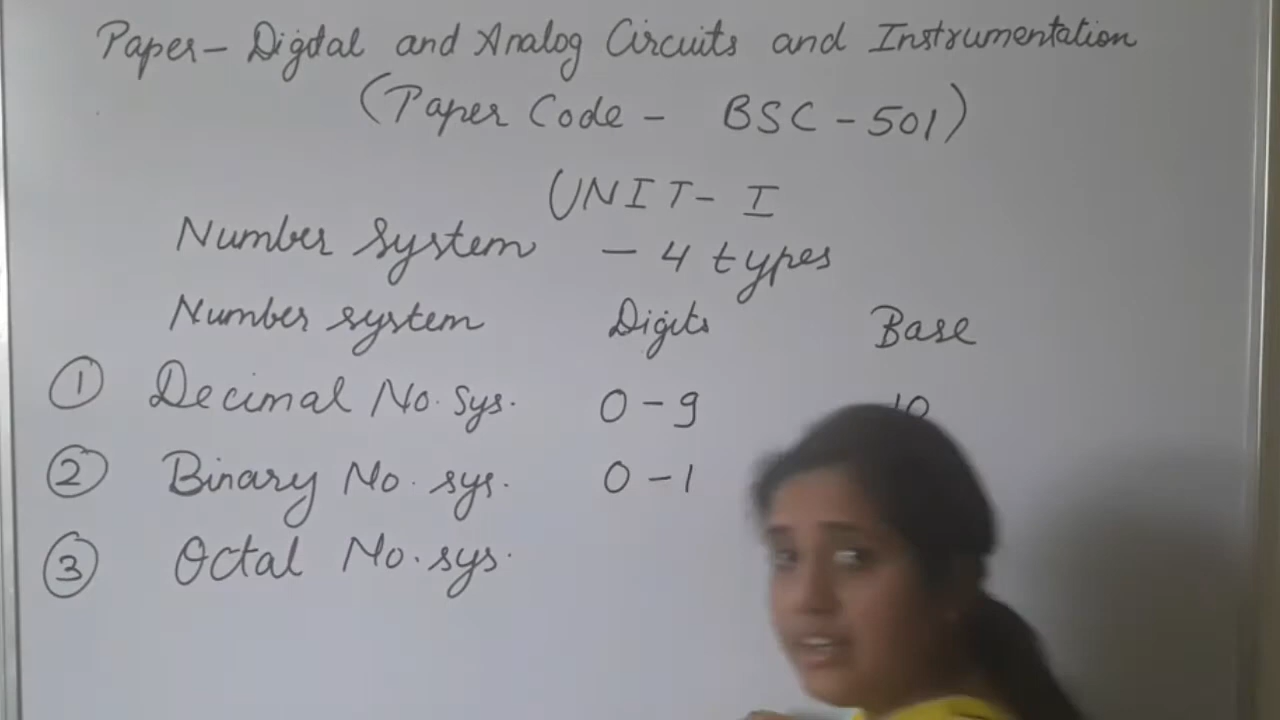 Paper - Digital and Analog Circuits and Instrumentation
(Paper Code - BSC - 501)
UNIT - I
Number System - 4 types
Number system Digits Base
① Decimal No. Sys. 0 - 9 10
② Binary No. sys. 0 - 1
③ Octal No. sys.